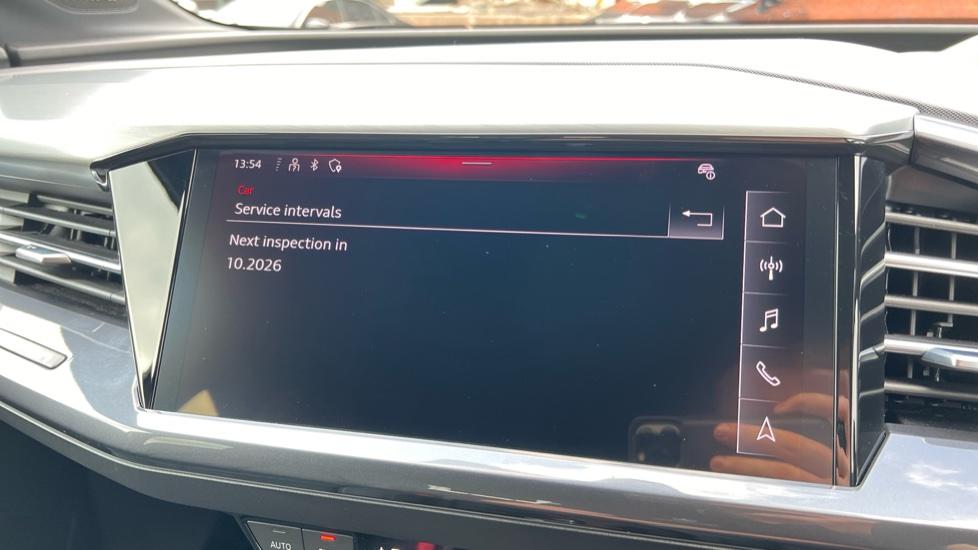 13:54
Car
Service intervals
Next inspection in
10.2026
AUTO